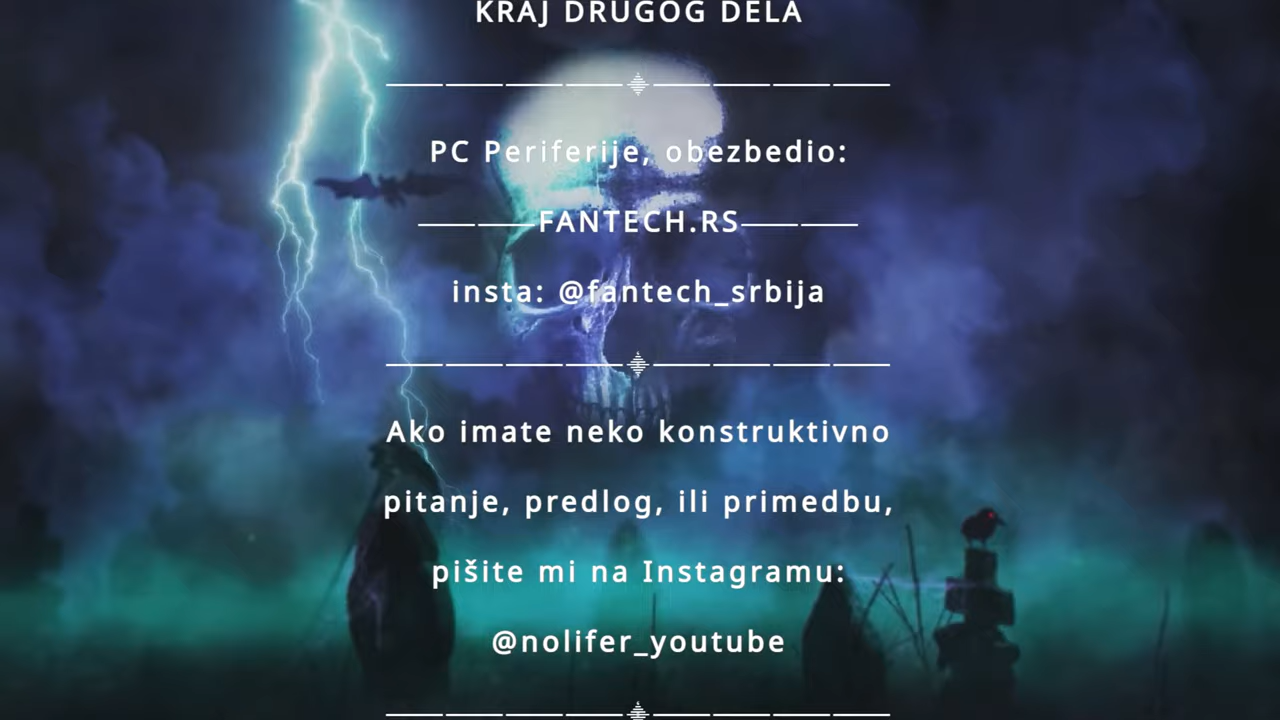 KRAJ DRUGOG DELA
PC Periferije, obezbedio:
FANTECH.RS
insta: @fantech_srbija
Ako imate neko konstruktivno
pitanje, predlog, ili primedbu,
pišite mi na Instagramu:
@nolifer_youtube